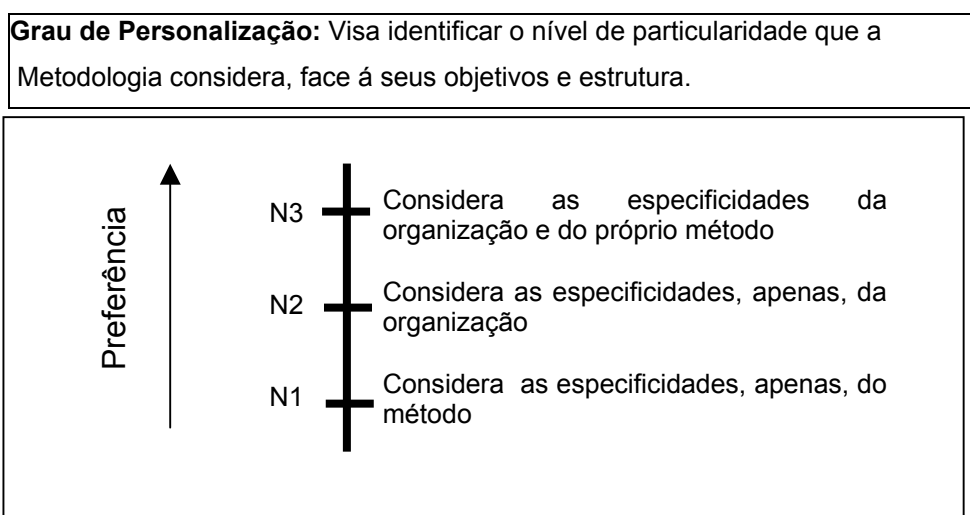 Grau de Personalização: Visa identificar o nível de particularidade que a
Metodologia considera, face á seus objetivos e estrutura.
Preferência
N3
Considera as especificidades da
organização e do próprio método
N2
Considera as especificidades, apenas, da
organização
N1
Considera as especificidades, apenas, do
método